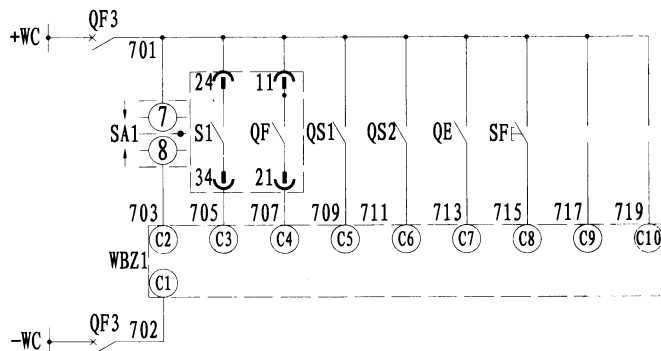 QF3
+WC
701
24 11
7
SA1 S1 QF QS1 QS2 QE SF
8
34 21
703 705 707 709 711 713 715 717 719
C2 C3 C4 C5 C6 C7 C8 C9 C10
WBZ1
C1
QF3
702
-WC